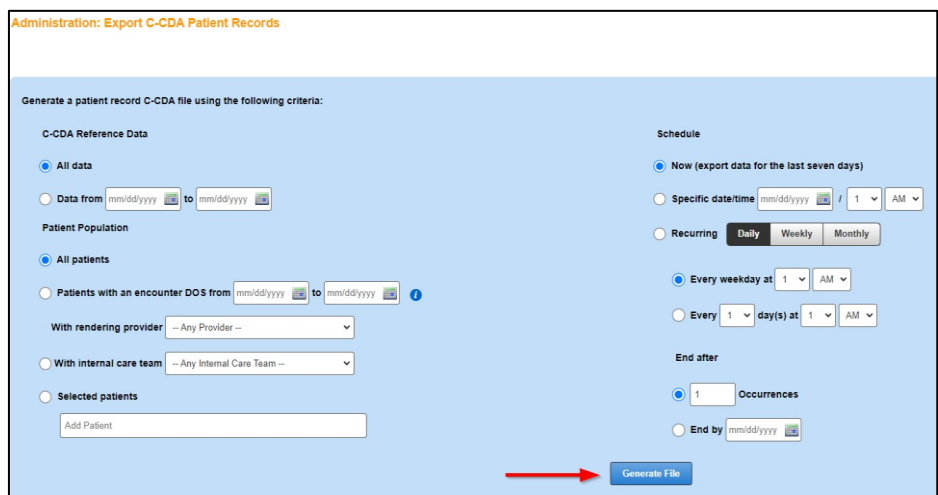 Administration: Export C-CDA Patient Records
Generate a patient record C-CDA file using the following criteria:
C-CDA Reference Data
All data
Data from mm/dd/yyyy to mm/dd/yyyy
Patient Population
All patients
Patients with an encounter DOS from mm/dd/yyyy to mm/dd/yyyy i
With rendering provider -- Any Provider --
With internal care team -- Any Internal Care Team --
Selected patients
Add Patient
Schedule
Now (export data for the last seven days)
Specific date/time mm/dd/yyyy / 1 AM
Recurring Daily Weekly Monthly
Every weekday at 1 AM
Every 1 day(s) at 1 AM
End after
1 Occurrences
End by mm/dd/yyyy
Generate File